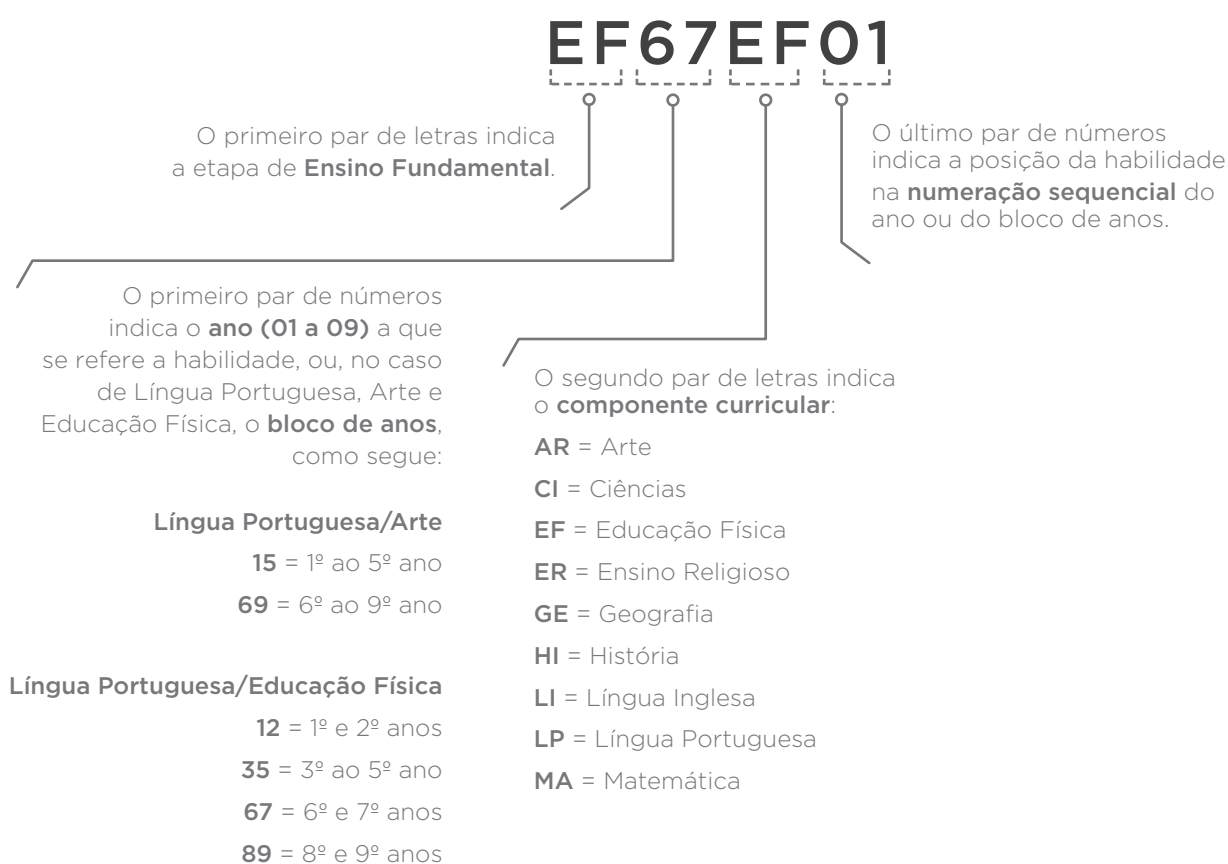 EF67EF01
O primeiro par de letras indica
a etapa de Ensino Fundamental.
O último par de números
indica a posição da habilidade
na numeração sequencial do
ano ou do bloco de anos.
O primeiro par de números
indica o ano (01 a 09) a que
se refere a habilidade, ou, no caso
de Língua Portuguesa, Arte e
Educação Física, o bloco de anos,
como segue:
Língua Portuguesa/Arte
15 = 1º ao 5º ano
69 = 6º ao 9º ano
Língua Portuguesa/Educação Física
12 = 1º e 2º anos
35 = 3º ao 5º ano
67 = 6º e 7º anos
89 = 8º e 9º anos
O segundo par de letras indica
o componente curricular:
AR = Arte
CI = Ciências
EF = Educação Física
ER = Ensino Religioso
GE = Geografia
HI = História
LI = Língua Inglesa
LP = Língua Portuguesa
MA = Matemática